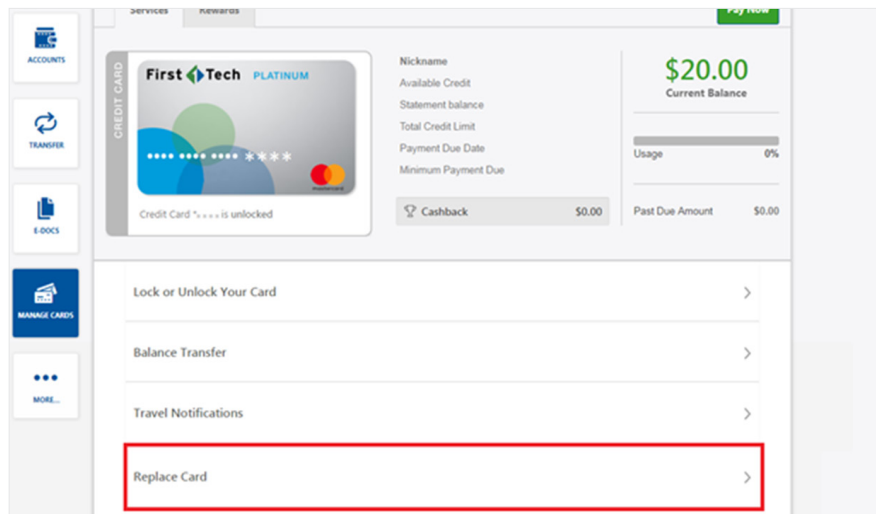 Services Rewards Pay Now
ACCOUNTS
TRANSFER
E-DOCS
MANAGE CARDS
MORE...
CREDIT CARD
First Tech PLATINUM
•••• •••• •••• ****
mastercard
Credit Card ***** is unlocked
Nickname
Available Credit
Statement balance
Total Credit Limit
Payment Due Date
Minimum Payment Due
Cashback $0.00
$20.00
Current Balance
Usage 0%
Past Due Amount $0.00
Lock or Unlock Your Card
Balance Transfer
Travel Notifications
Replace Card